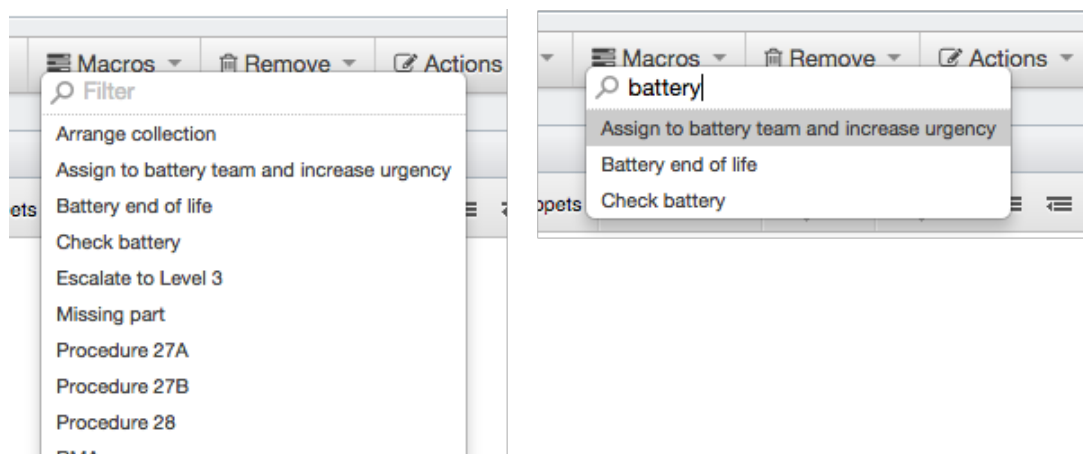 Macros Remove Actions
Filter
Arrange collection
Assign to battery team and increase urgency
Battery end of life
ets
Check battery
Escalate to Level 3
Missing part
Procedure 27A
Procedure 27B
Procedure 28
Macros Remove Actions
battery
Assign to battery team and increase urgency
Battery end of life
Check battery
ppets